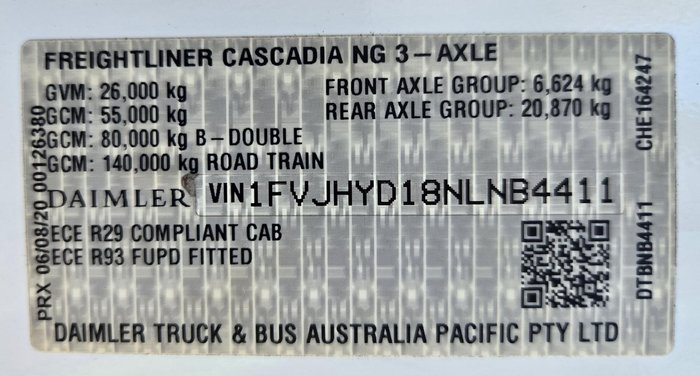 FREIGHTLINER CASCADIA NG 3-AXLE
GVM: 26,000 kg
FRONT AXLE GROUP: 6,624 kg
GCM: 55,000 kg
REAR AXLE GROUP: 20,870 kg
GCM: 80,000 kg B-DOUBLE
GCM: 140,000 kg ROAD TRAIN
DAIMLER VIN1FVJHYD18NLNB4411
ECE R29 COMPLIANT CAB
ECE R93 FUPD FITTED
DAIMLER TRUCK & BUS AUSTRALIA PACIFIC PTY LTD
PRX 06/08/20 00126380
DTBNB4411 CHE164247